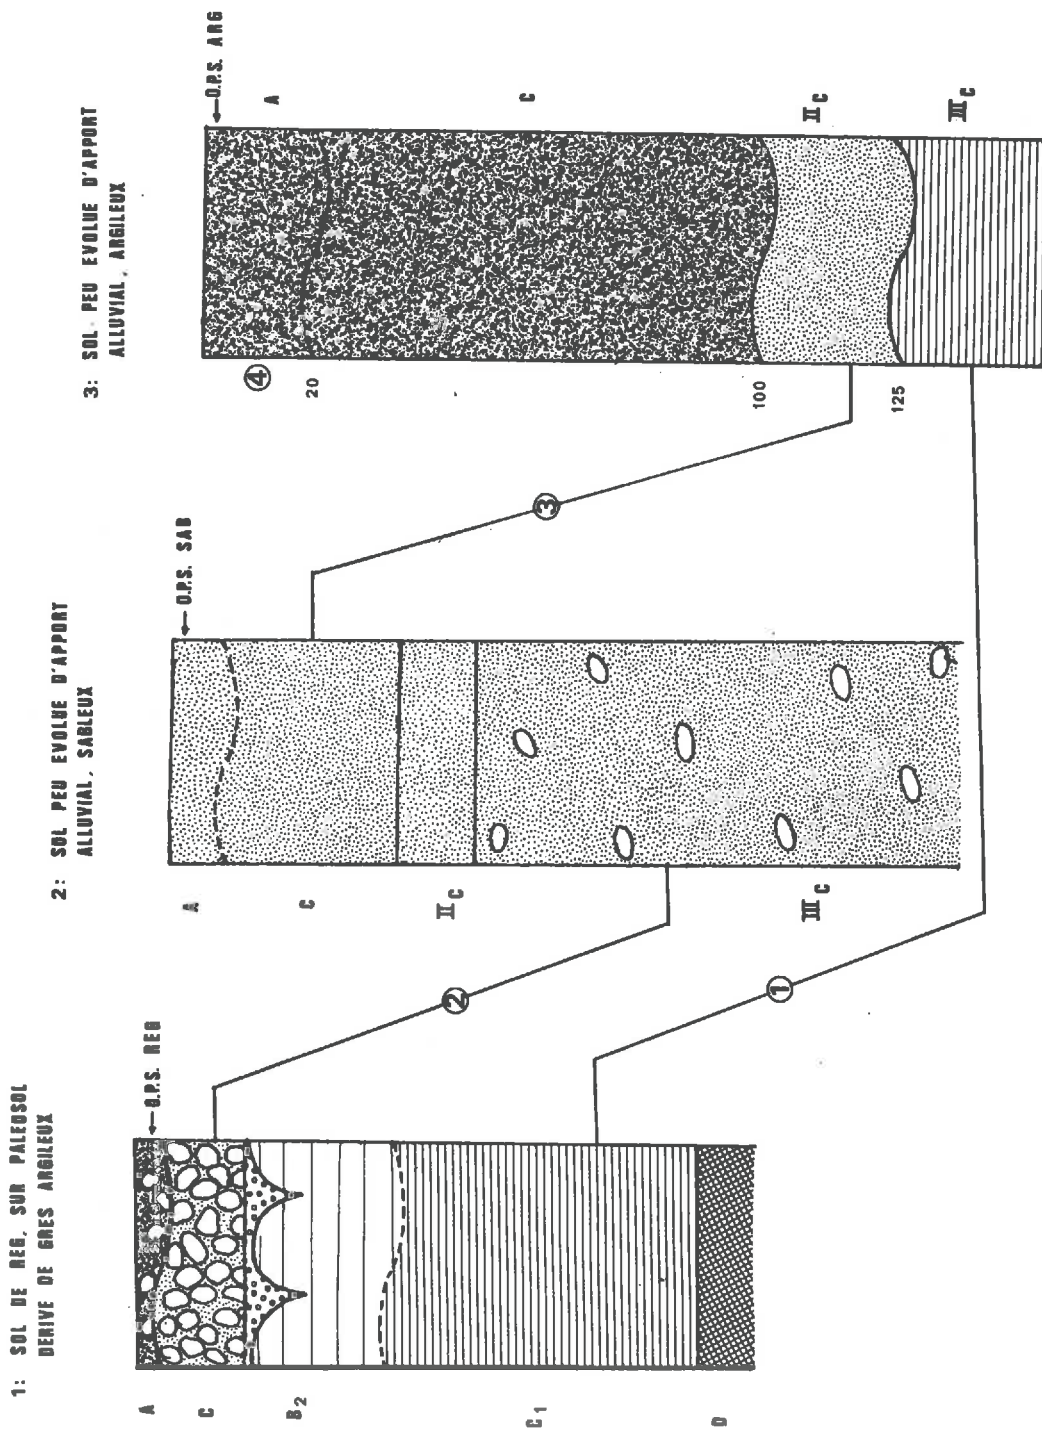 1: SOL DE REG, SUR PALEOSOL
DERIVE DE GRES ARGILEUX
O.P.S. REG
A
C
B2
C1
D
2: SOL PEU EVOLUE D'APPORT
ALLUVIAL, SABLEUX
O.P.S. SAB
A
C
II C
III C
3: SOL PEU EVOLUE D'APPORT
ALLUVIAL, ARGILEUX
O.P.S. ARG
A
C
II C
III C
20
100
125
1
2
3
4